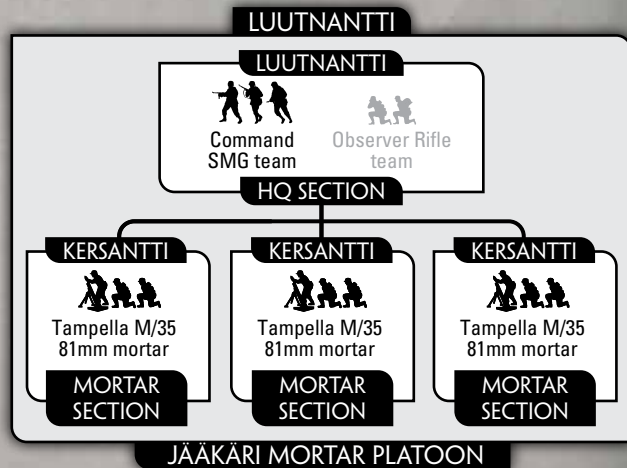 LUUTNANTTI
LUUTNANTTI
Command
SMG team
Observer Rifle
team
HQ SECTION
KERSANTTI
Tampella M/35
81mm mortar
MORTAR
SECTION
KERSANTTI
Tampella M/35
81mm mortar
MORTAR
SECTION
KERSANTTI
Tampella M/35
81mm mortar
MORTAR
SECTION
JÄÄKÄRI MORTAR PLATOON